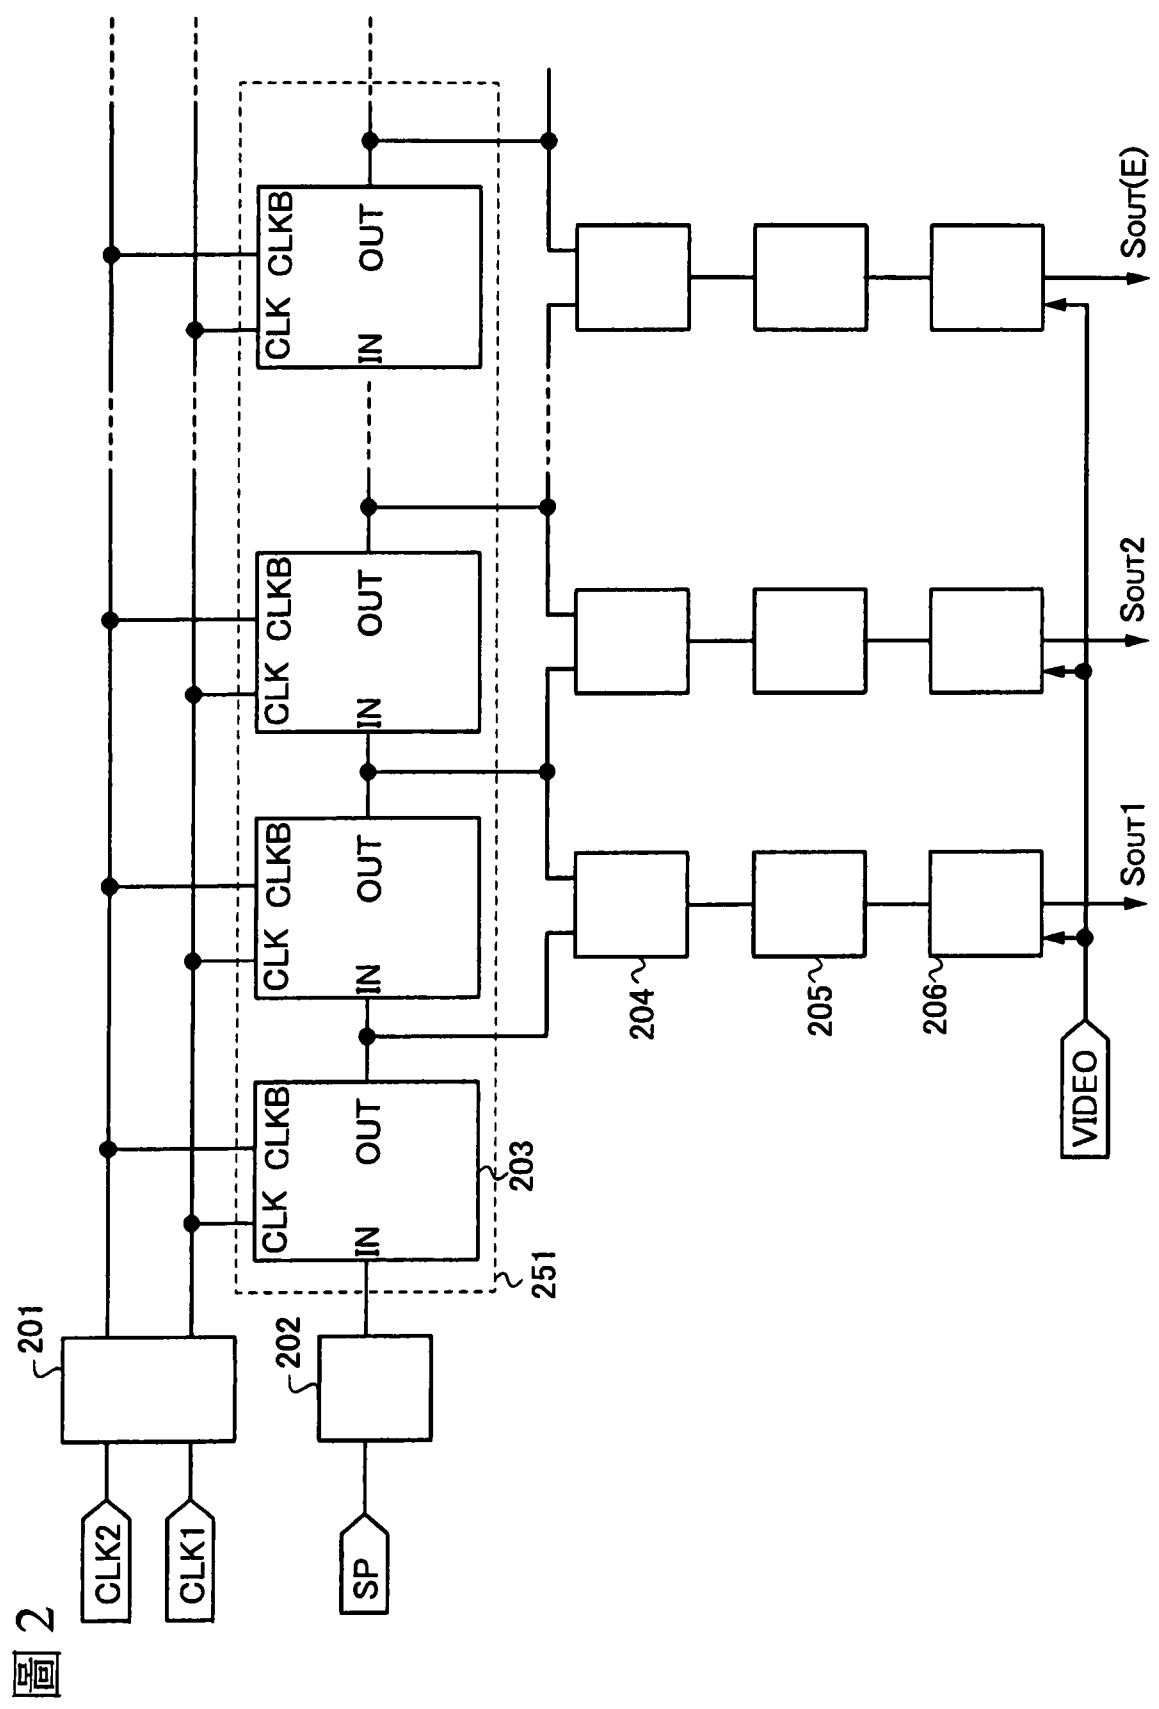 圖 2
CLK2
CLK1
SP
201
202
CLK CLKB
IN OUT
203
251
CLK CLKB
IN OUT
CLK CLKB
IN OUT
CLK CLKB
IN OUT
204
205
206
VIDEO
SOUT1
SOUT2
SOUT(E)